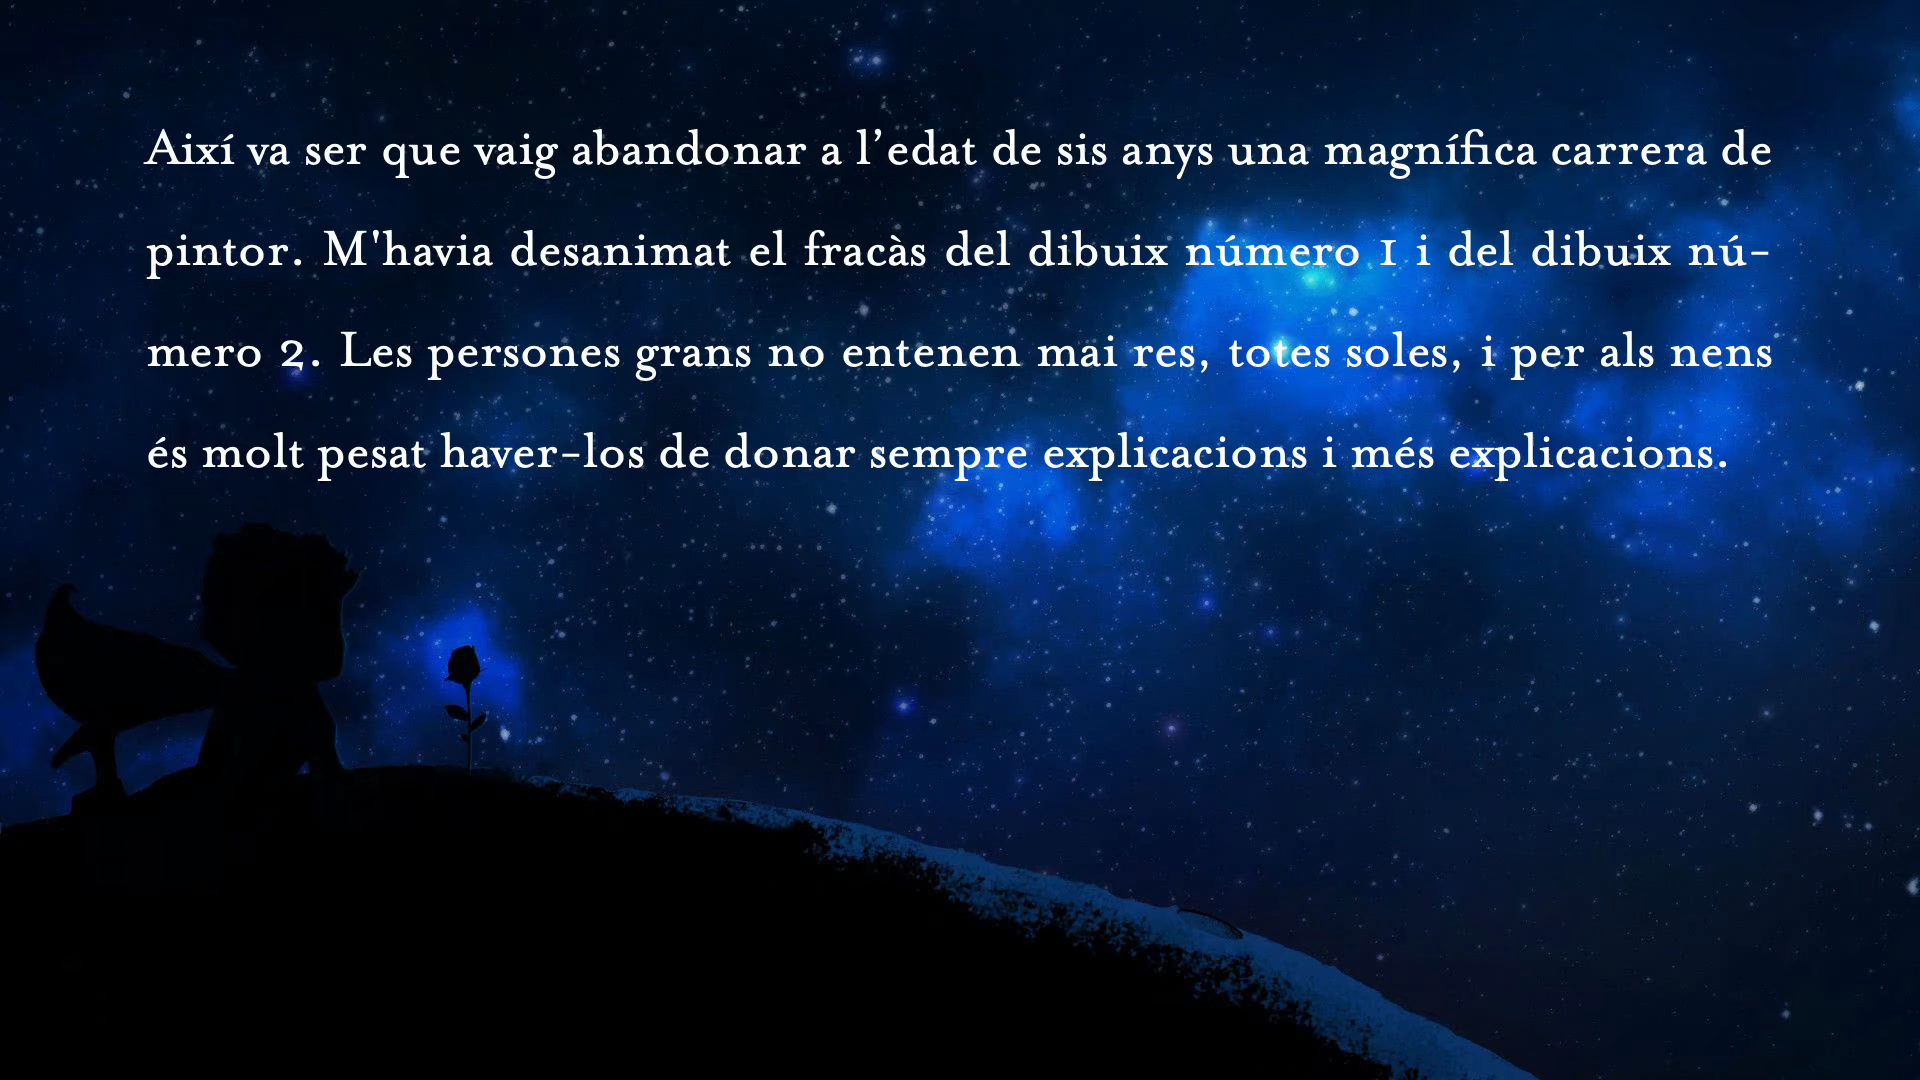 Així va ser que vaig abandonar a l’edat de sis anys una magnífica carrera de
pintor. M'havia desanimat el fracàs del dibuix número 1 i del dibuix nú-
mero 2. Les persones grans no entenen mai res, totes soles, i per als nens
és molt pesat haver-los de donar sempre explicacions i més explicacions.